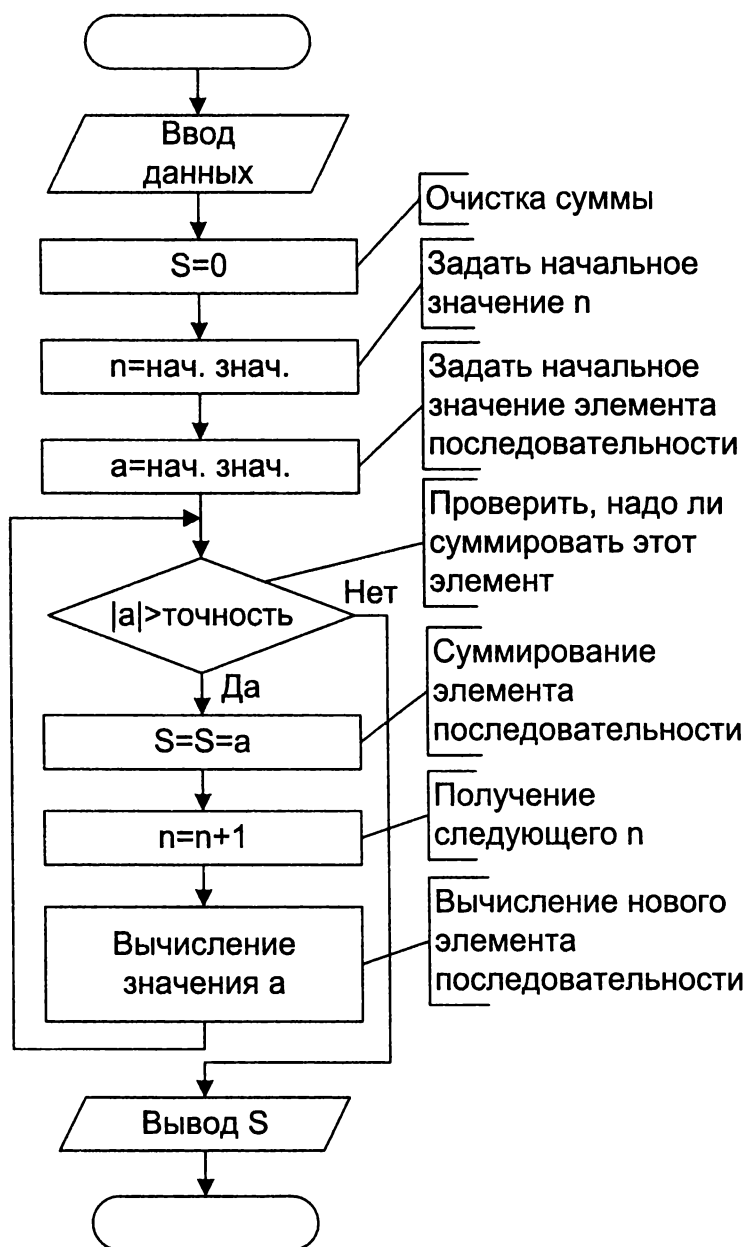 Ввод
данных
Очистка суммы
S=0
Задать начальное
значение n
n=нач. знач.
Задать начальное
значение элемента
последовательности
a=нач. знач.
Проверить, надо ли
суммировать этот
элемент
|a|>точность
Нет
Да
Суммирование
элемента
последовательности
S=S=a
Получение
следующего n
n=n+1
Вычисление нового
элемента
последовательности
Вычисление
значения a
Вывод S